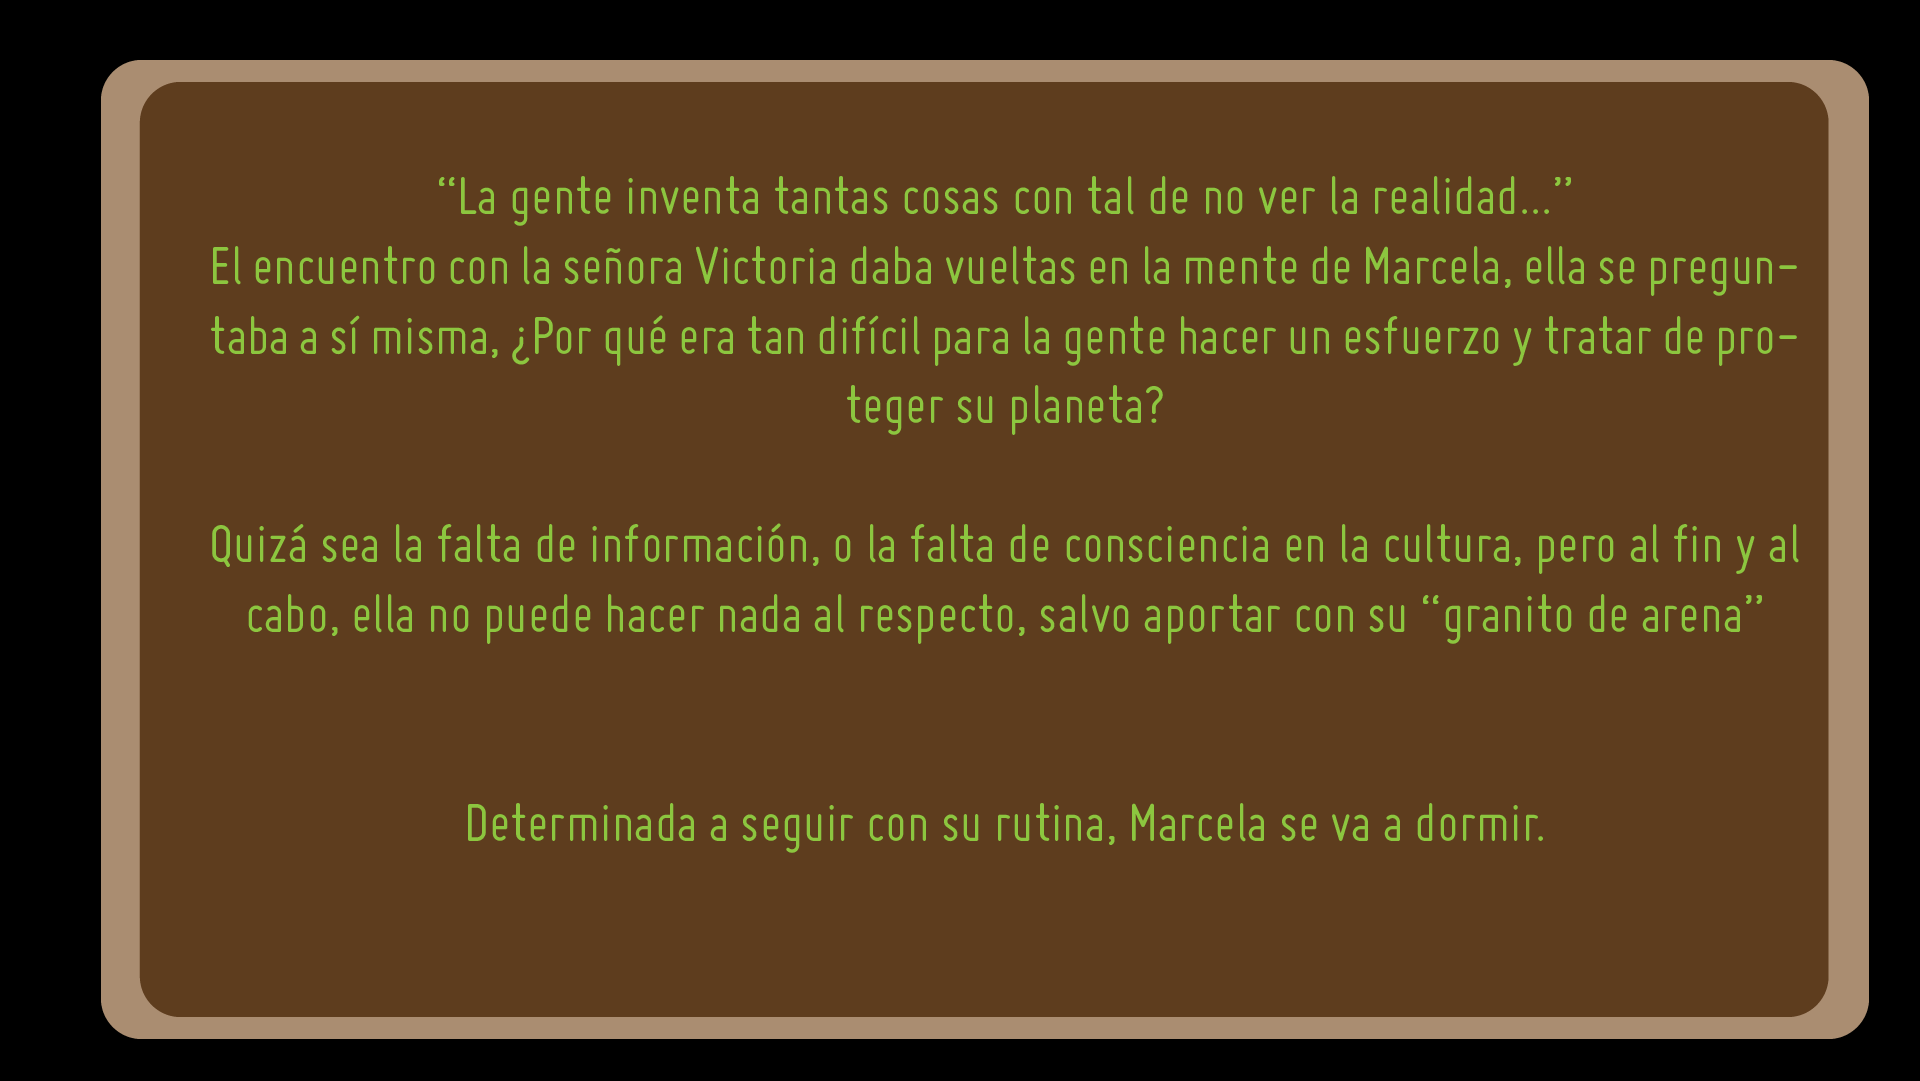 “La gente inventa tantas cosas con tal de no ver la realidad...”
El encuentro con la señora Victoria daba vueltas en la mente de Marcela, ella se pregun-
taba a sí misma, ¿Por qué era tan difícil para la gente hacer un esfuerzo y tratar de pro-
teger su planeta?
Quizá sea la falta de información, o la falta de consciencia en la cultura, pero al fin y al
cabo, ella no puede hacer nada al respecto, salvo aportar con su “granito de arena”
Determinada a seguir con su rutina, Marcela se va a dormir.